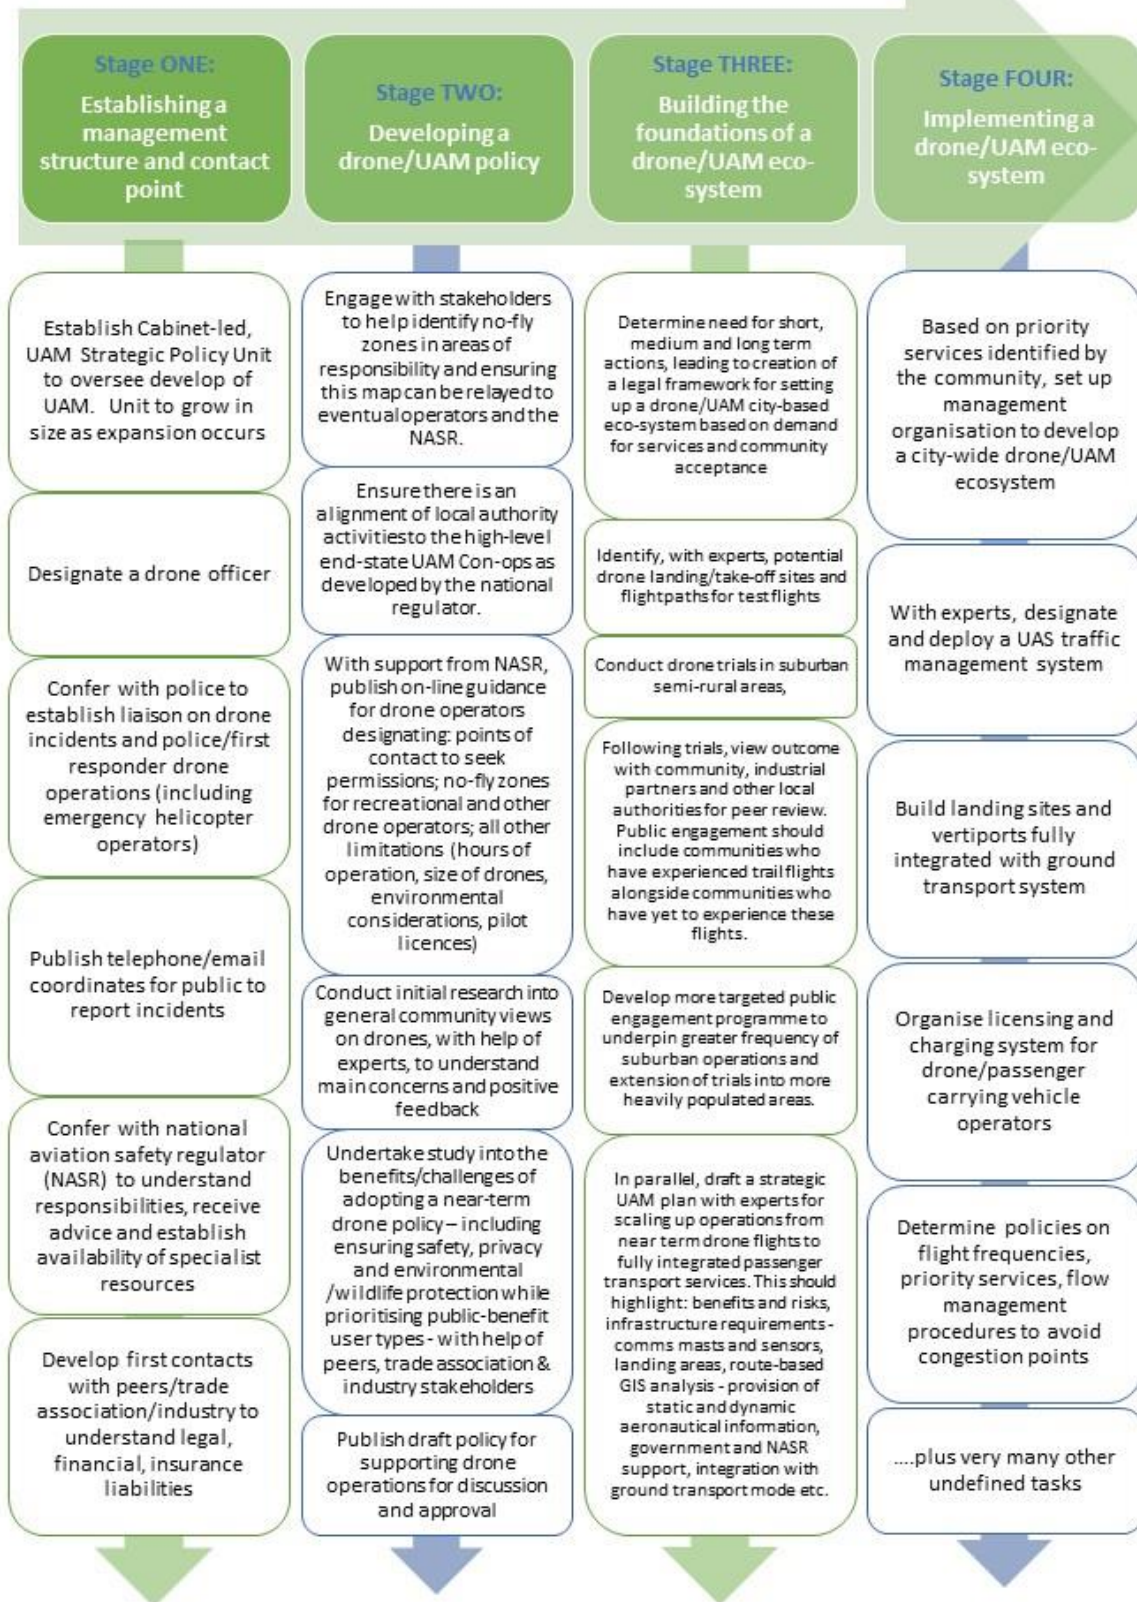 Stage ONE:
Establishing a
management
structure and contact
point
Stage TWO:
Developing a
drone/UAM policy
Stage THREE:
Building the
foundations of a
drone/UAM eco-
system
Stage FOUR:
Implementing a
drone/UAM eco-
system
Establish Cabinet-led,
UAM Strategic Policy Unit
to oversee develop of
UAM. Unit to grow in
size as expansion occurs
Designate a drone officer
Confer with police to
establish liaison on drone
incidents and police/first
responder drone
operations (including
emergency helicopter
operators)
Publish telephone/email
coordinates for public to
report incidents
Confer with national
aviation safety regulator
(NASR) to understand
responsibilities, receive
advice and establish
availability of specialist
resources
Develop first contacts
with peers/trade
association/industry to
understand legal,
financial, insurance
liabilities
Engage with stakeholders
to help identify no-fly
zones in areas of
responsibility and ensuring
this map can be relayed to
eventual operators and the
NASR.
Ensure there is an
alignment of local authority
activitiesto the high-level
end-state UAM Con-ops as
developed by the national
regulator.
With support from NASR,
publish on-line guidance
for drone operators
designating: points of
contact to seek
permissions; no-fly zones
for recreational and other
drone operators; all other
limitations (hours of
operation, size of drones,
environmental
considerations, pilot
licences)
Conduct initial research into
general community views
on drones, with help of
experts, to understand
main concerns and positive
feedback
Undertake study into the
benefits/challenges of
adopting a near-term
drone policy – including
ensuring safety, privacy
and environmental
/wildlife protection while
prioritising public-benefit
user types - with help of
peers, trade association &
industry stakeholders
Publish draft policy for
supporting drone
operations for discussion
and approval
Determine need for short,
medium and long term
actions, leading to creation of
a legal framework for setting
up a drone/UAM city-based
eco-system based on demand
for services and community
acceptance
Identify, with experts, potential
drone landing/take-off sites and
flightpaths for test flights
Conduct drone trials in suburban
semi-rural areas,
Following trials, view outcome
with community, industrial
partners and other local
authorities for peer review.
Public engagement should
include communities who
have experienced trail flights
alongside communities who
have yet to experience these
flights.
Develop more targeted public
engagement programme to
underpin greater frequency of
suburban operations and
extension of trials into more
heavily populated areas.
In parallel, draft a strategic
UAM plan with experts for
scaling up operations from
near term drone flights to
fully integrated passenger
transport services. This should
highlight: benefits and risks,
infrastructure requirements -
comms masts and sensors,
landing areas, route-based
GIS analysis - provision of
static and dynamic
aeronautical information,
government and NASR
support, integration with
ground transport mode etc.
Based on priority
services identified by
the community, set up
management
organisation to develop
a city-wide drone/UAM
ecosystem
With experts, designate
and deploy a UAS traffic
management system
Build landing sites and
vertiports fully
integrated with ground
transport system
Organise licensing and
charging system for
drone/passenger
carrying vehicle
operators
Determine policies on
flight frequencies,
priority services, flow
management
procedures to avoid
congestion points
....plus very many other
undefined tasks